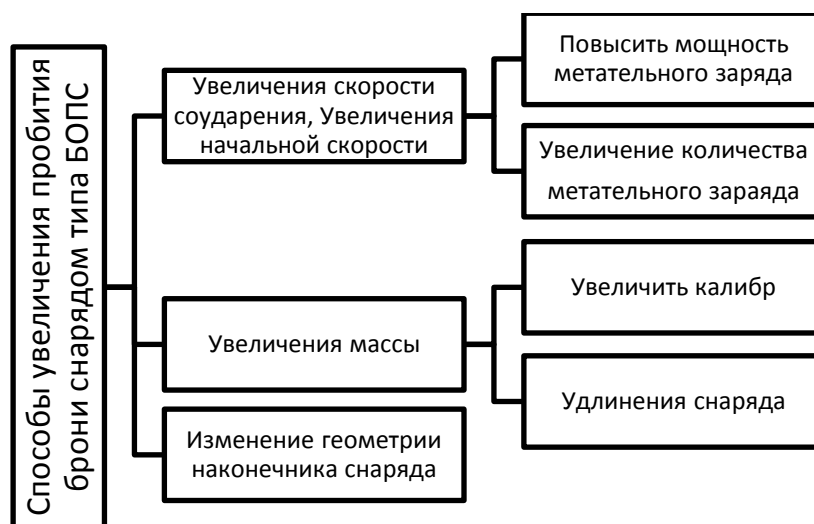 Способы увеличения пробития
брони снарядом типа БОПС
Увеличения скорости
соударения, Увеличения
начальной скорости
Повысить мощность
метательного заряда
Увеличение количества
метательного зараяда
Увеличения массы
Увеличить калибр
Удлинения снаряда
Изменение геометрии
наконечника снаряда